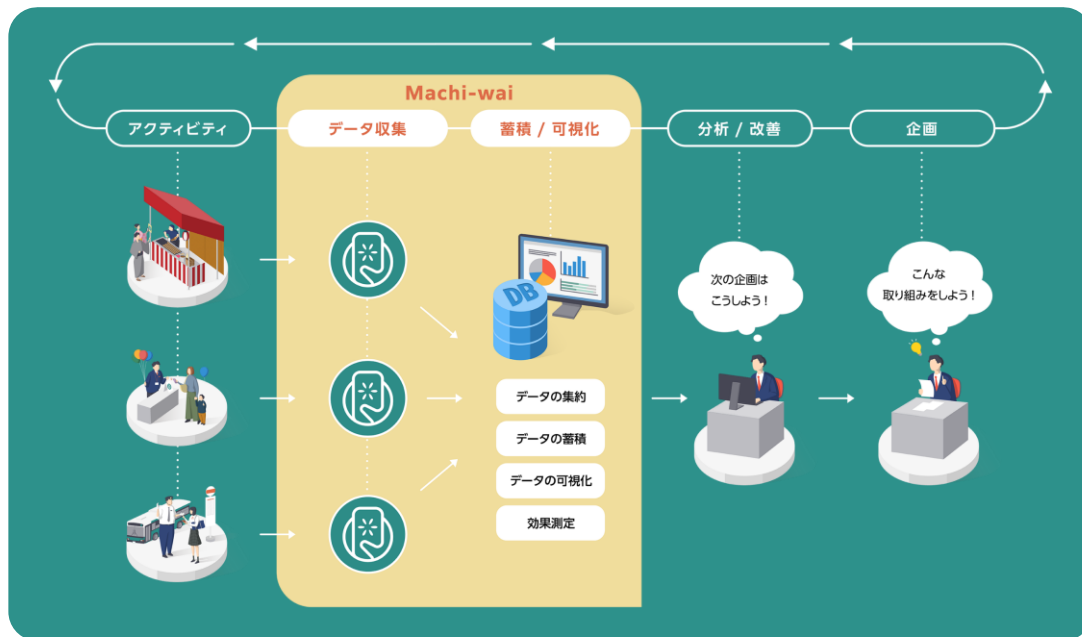 Machi-wai
アクティビティ
データ収集
蓄積 / 可視化
分析 / 改善
企画
DB
データの集約
データの蓄積
データの可視化
効果測定
次の企画は
こうしよう！
こんな
取り組みをしよう！